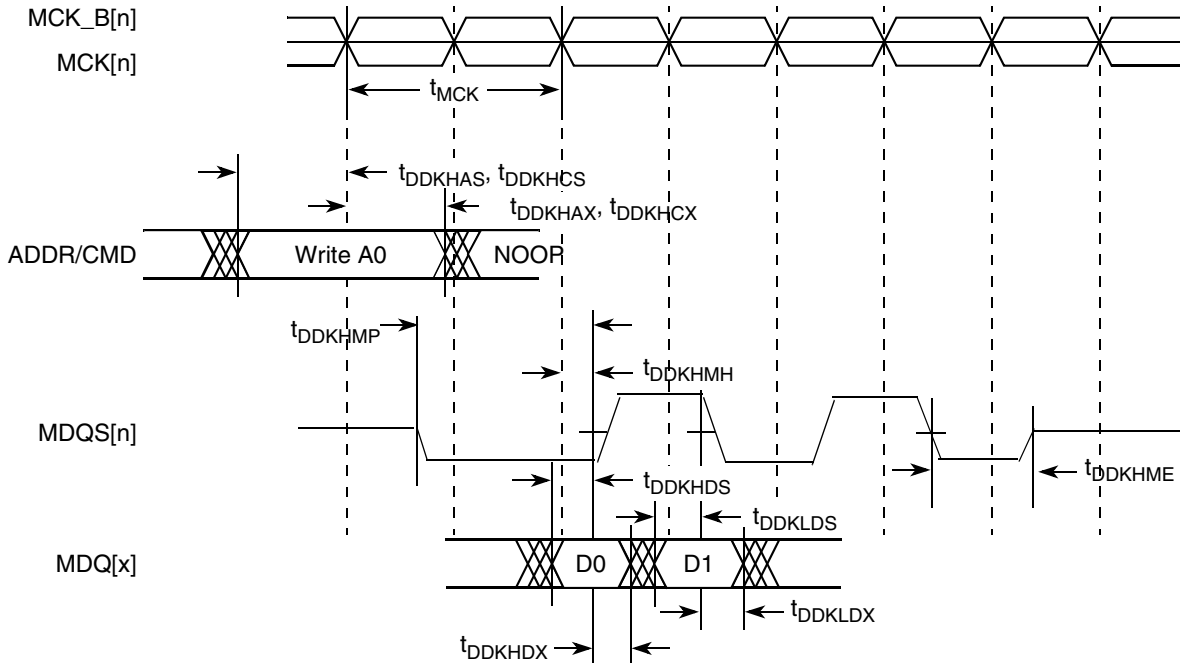 MCK_B[n]
MCK[n]
tMCK
tDDKHAS, tDDKHCS
tDDKHAX, tDDKHCX
ADDR/CMD
Write A0
NOOP
tDDKHMP
tDDKHMH
MDQS[n]
tDDKHDS
tDDKHME
tDDKLDS
MDQ[x]
D0
D1
tDDKLDX
tDDKHDX